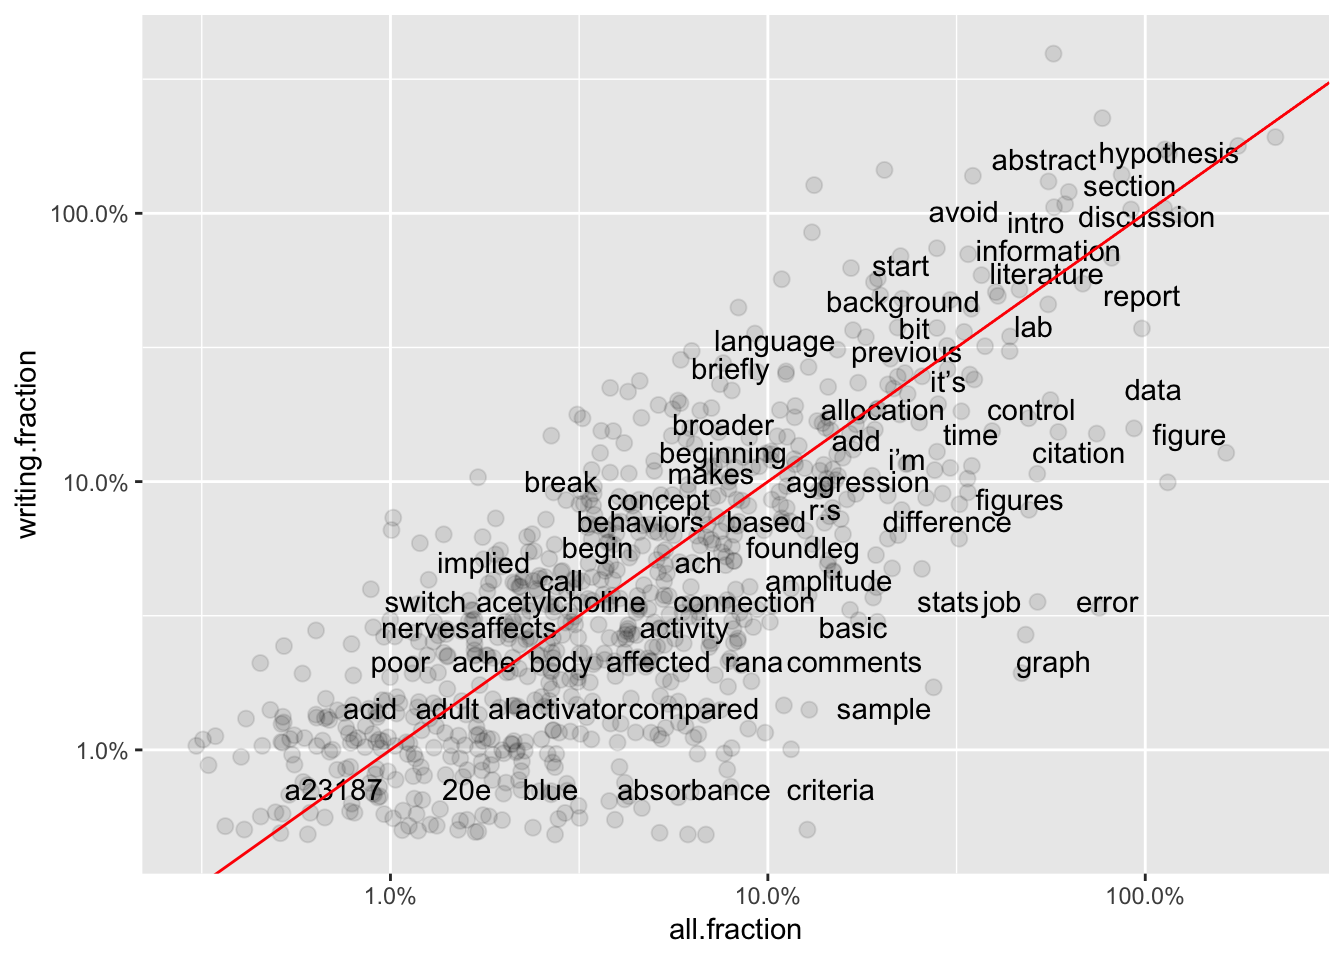 abstract hypothesis
section
100.0%
avoid intro discussion
information
start literature
background report
bit lab
language previous
briefly it’s
data
allocation control
broader add time figure
beginning i’m citation
makes
10.0%
break aggression
concept r:s figures
behaviors based difference
begin foundleg
implied ach
call amplitude
switch acetylcholine connection stats job error
nerves affects activity basic
poor ache body affected rana comments graph
acid adult al activator compared sample
1.0%
a23187 20e blue absorbance criteria
1.0% 10.0% 100.0%
all.fraction
writing.fraction